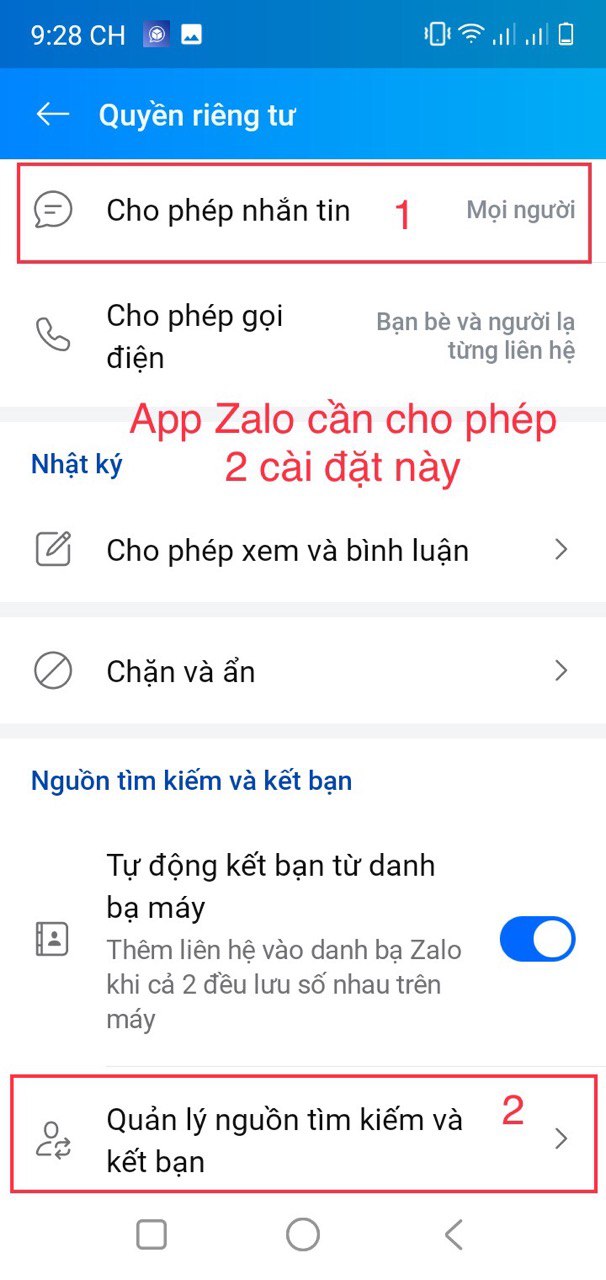 9:28 CH
Quyền riêng tư
Cho phép nhắn tin 1 Mọi người
Cho phép gọi
điện
Bạn bè và người lạ
từng liên hệ
App Zalo cần cho phép
2 cài đặt này
Nhật ký
Cho phép xem và bình luận
Chặn và ẩn
Nguồn tìm kiếm và kết bạn
Tự động kết bạn từ danh
bạ máy
Thêm liên hệ vào danh bạ Zalo
khi cả 2 đều lưu số nhau trên
máy
Quản lý nguồn tìm kiếm và 2
kết bạn